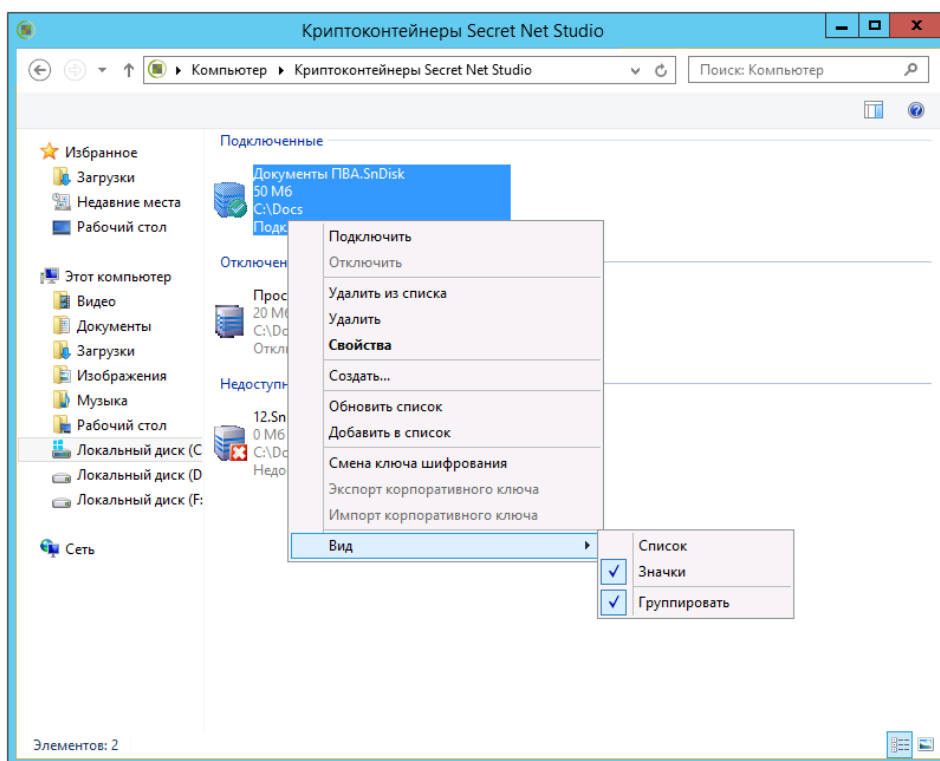 Криптоконтейнеры Secret Net Studio
Компьютер Криптоконтейнеры Secret Net Studio
Поиск: Компьютер
Избранное
Загрузки
Недавние места
Рабочий стол
Этот компьютер
Видео
Документы
Загрузки
Изображения
Музыка
Рабочий стол
Локальный диск (C
Локальный диск (D
Локальный диск (F:
Сеть
Подключенные
Документы ПВА.SnDisk
50 Мб
C:\Docs
Подк
Отключен
Прос
20 Мб
C:\Do
Откл
Недоступн
12.Sn
0 Мб
C:\Do
Недо
Подключить
Отключить
Удалить из списка
Удалить
Свойства
Создать...
Обновить список
Добавить в список
Смена ключа шифрования
Экспорт корпоративного ключа
Импорт корпоративного ключа
Вид
Список
Значки
Группировать
Элементов: 2